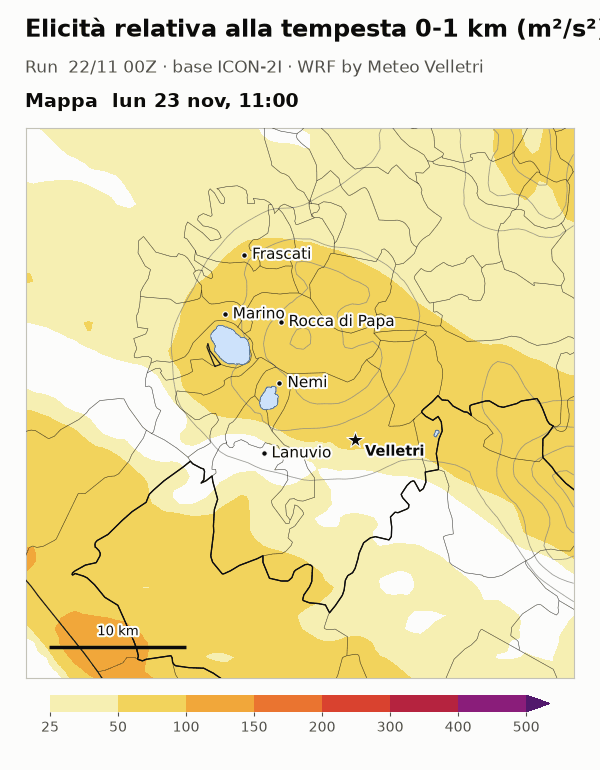 Elicità relativa alla tempesta 0-1 km (m²/s²)
Run  22/11 00Z · base ICON-2I · WRF by Meteo Velletri
Mappa  lun 23 nov, 11:00
Frascati
Marino
Rocca di Papa
Nemi
Velletri
Lanuvio
10 km
25 50 100 150 200 300 400 500